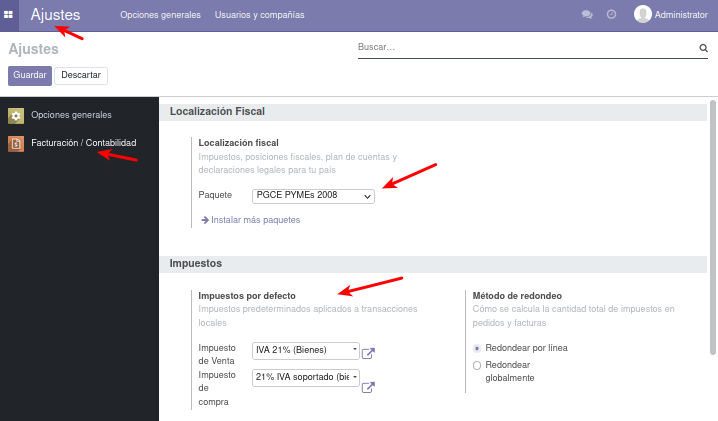 Ajustes
Opciones generales
Usuarios y compañías
Administrator
Ajustes
Buscar...
Guardar
Descartar
Opciones generales
Facturación / Contabilidad
Localización Fiscal
Localización fiscal
Impuestos, posiciones fiscales, plan de cuentas y
declaraciones legales para tu país
Paquete
PGCE PYMEs 2008
Instalar más paquetes
Impuestos
Impuestos por defecto
Impuestos predeterminados aplicados a transacciones
locales
Impuesto
de Venta
IVA 21% (Bienes)
Impuesto
de
compra
21% IVA soportado (bie
Método de redondeo
Cómo se calcula la cantidad total de impuestos en
pedidos y facturas
Redondear por línea
Redondear
globalmente